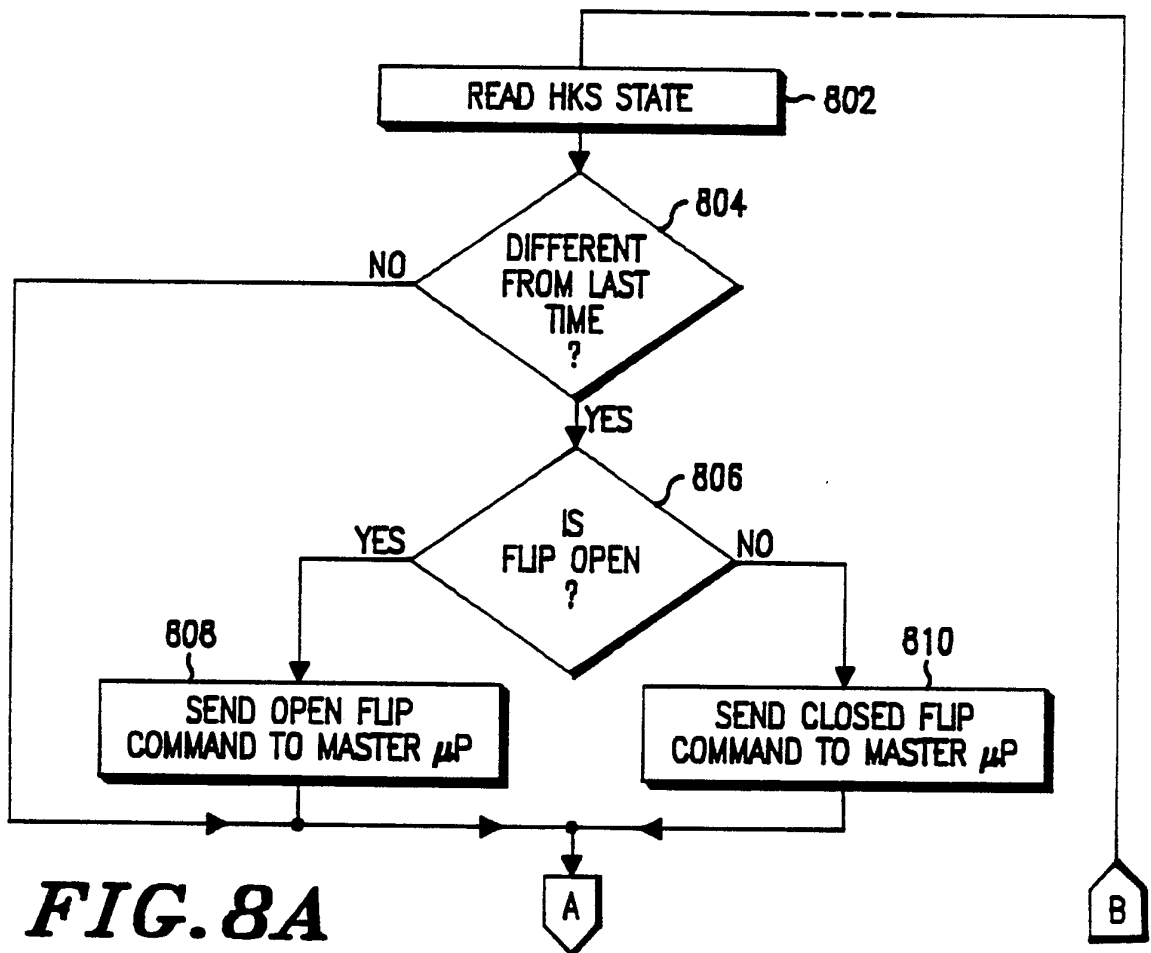 READ HKS STATE
802
804
DIFFERENT
FROM LAST
TIME
?
NO
YES
806
IS
FLIP OPEN
?
YES
NO
808
SEND OPEN FLIP
COMMAND TO MASTER µP
810
SEND CLOSED FLIP
COMMAND TO MASTER µP
A
B
FIG. 8A